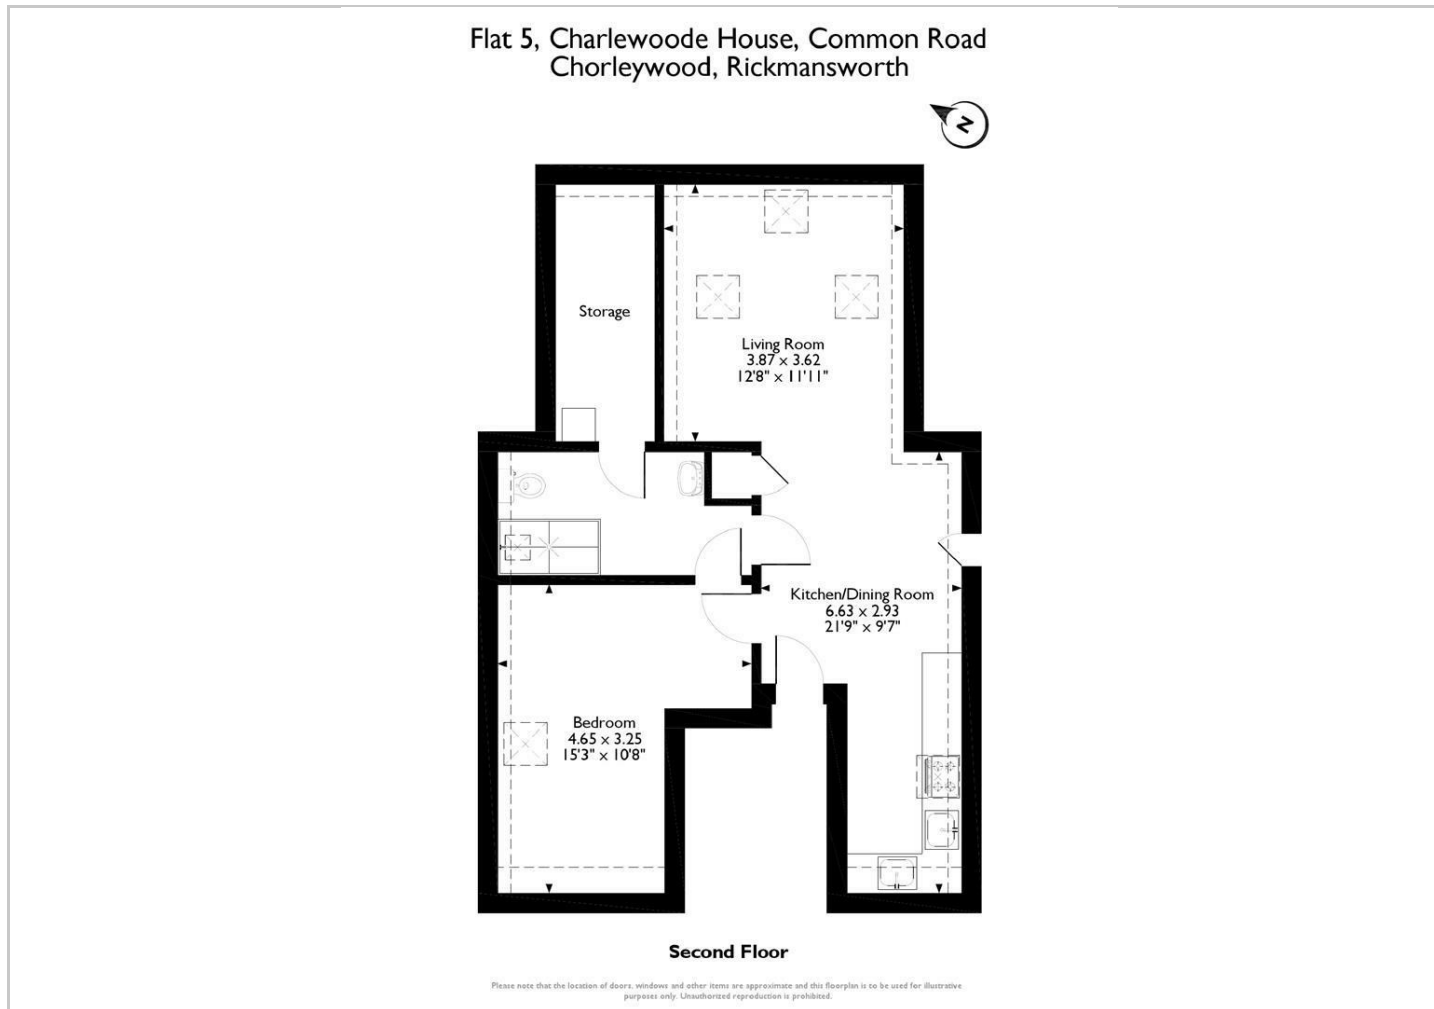 Flat 5, Charlewoode House, Common Road
Chorleywood, Rickmansworth
N
Storage
Living Room
3.87 x 3.62
12'8" x 11'11"
Kitchen/Dining Room
6.63 x 2.93
21'9" x 9'7"
Bedroom
4.65 x 3.25
15'3" x 10'8"
Second Floor
Please note that the location of doors, windows and other items are approximate and this floorplan is to be used for illustrative
purposes only. Unauthorized reproduction is prohibited.